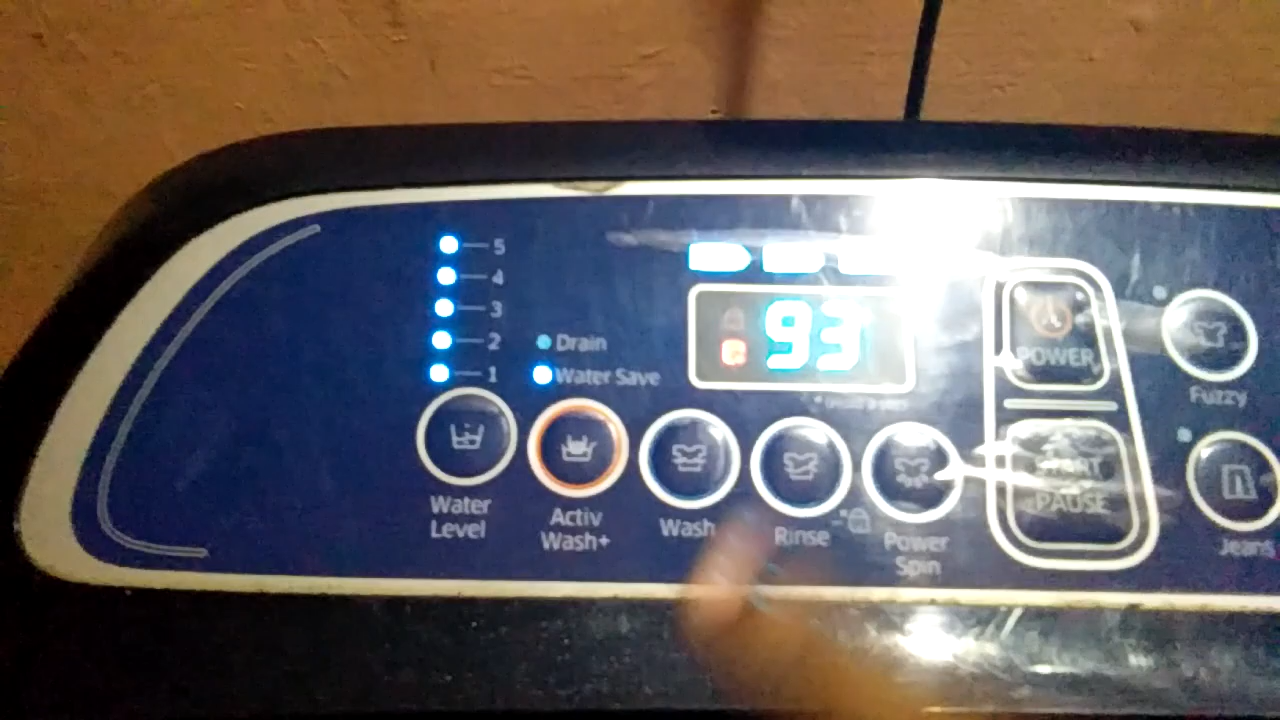 5
4
3
2
1
Drain
Water Save
93
POWER
START
PAUSE
Fuzzy
Jeans
Water
Level
Activ
Wash+
Wash
Rinse
Power
Spin